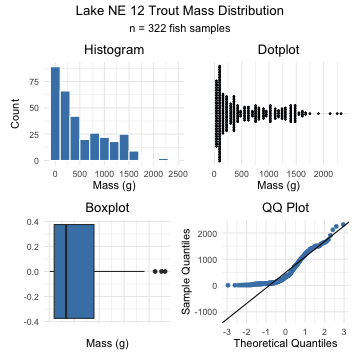 Lake NE 12 Trout Mass Distribution
n = 322 fish samples
Histogram
Count
75
50
25
0
0 500 1000 1500 2000 2500
Mass (g)
Dotplot
0 500 1000 1500 2000
Mass (g)
Boxplot
0.4
0.2
0.0
-0.2
-0.4
Mass (g)
QQ Plot
Sample Quantiles
2000
1000
0
-1000
-3 -2 -1 0 1 2 3
Theoretical Quantiles